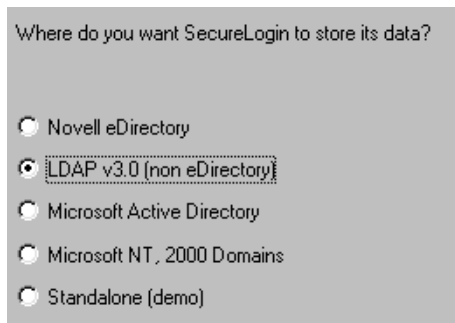 Where do you want SecureLogin to store its data?
Novell eDirectory
LDAP v3.0 (non eDirectory)
Microsoft Active Directory
Microsoft NT, 2000 Domains
Standalone (demo)